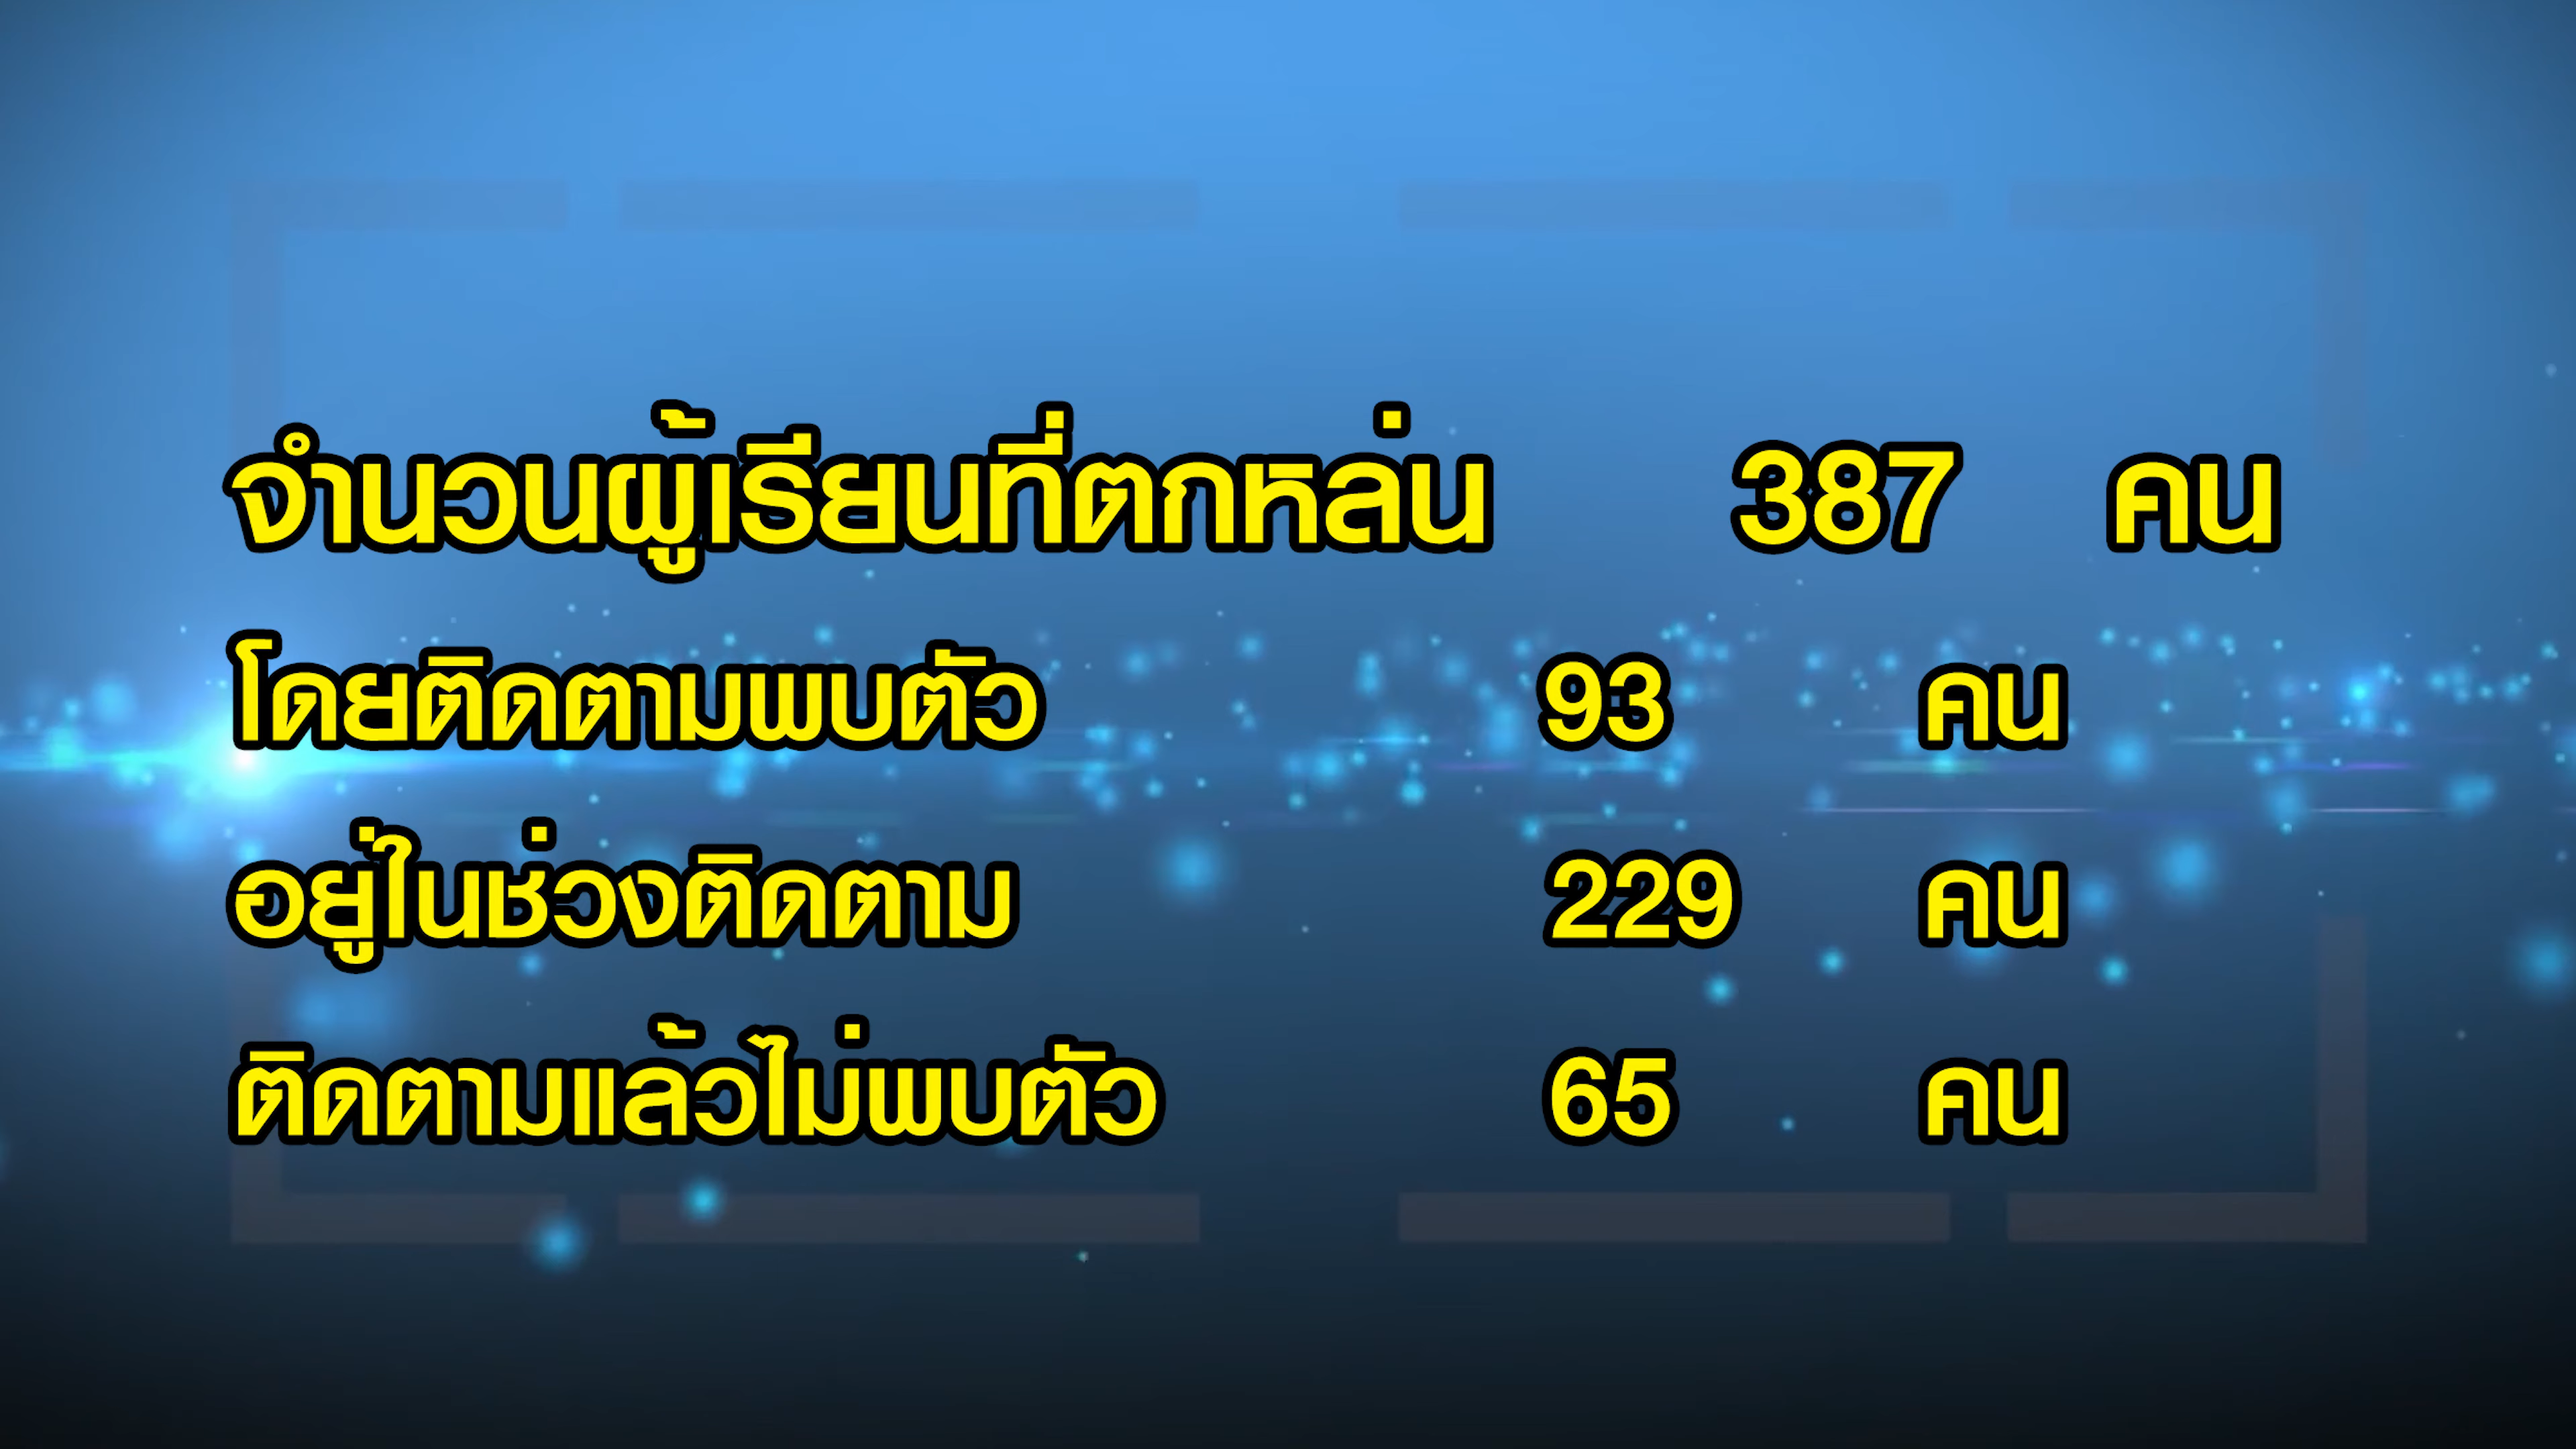 จำนวนผู้เรียนที่ตกหล่น 387 คน
โดยติดตามพบตัว 93 คน
อยู่ในช่วงติดตาม 229 คน
ติดตามแล้วไม่พบตัว 65 คน